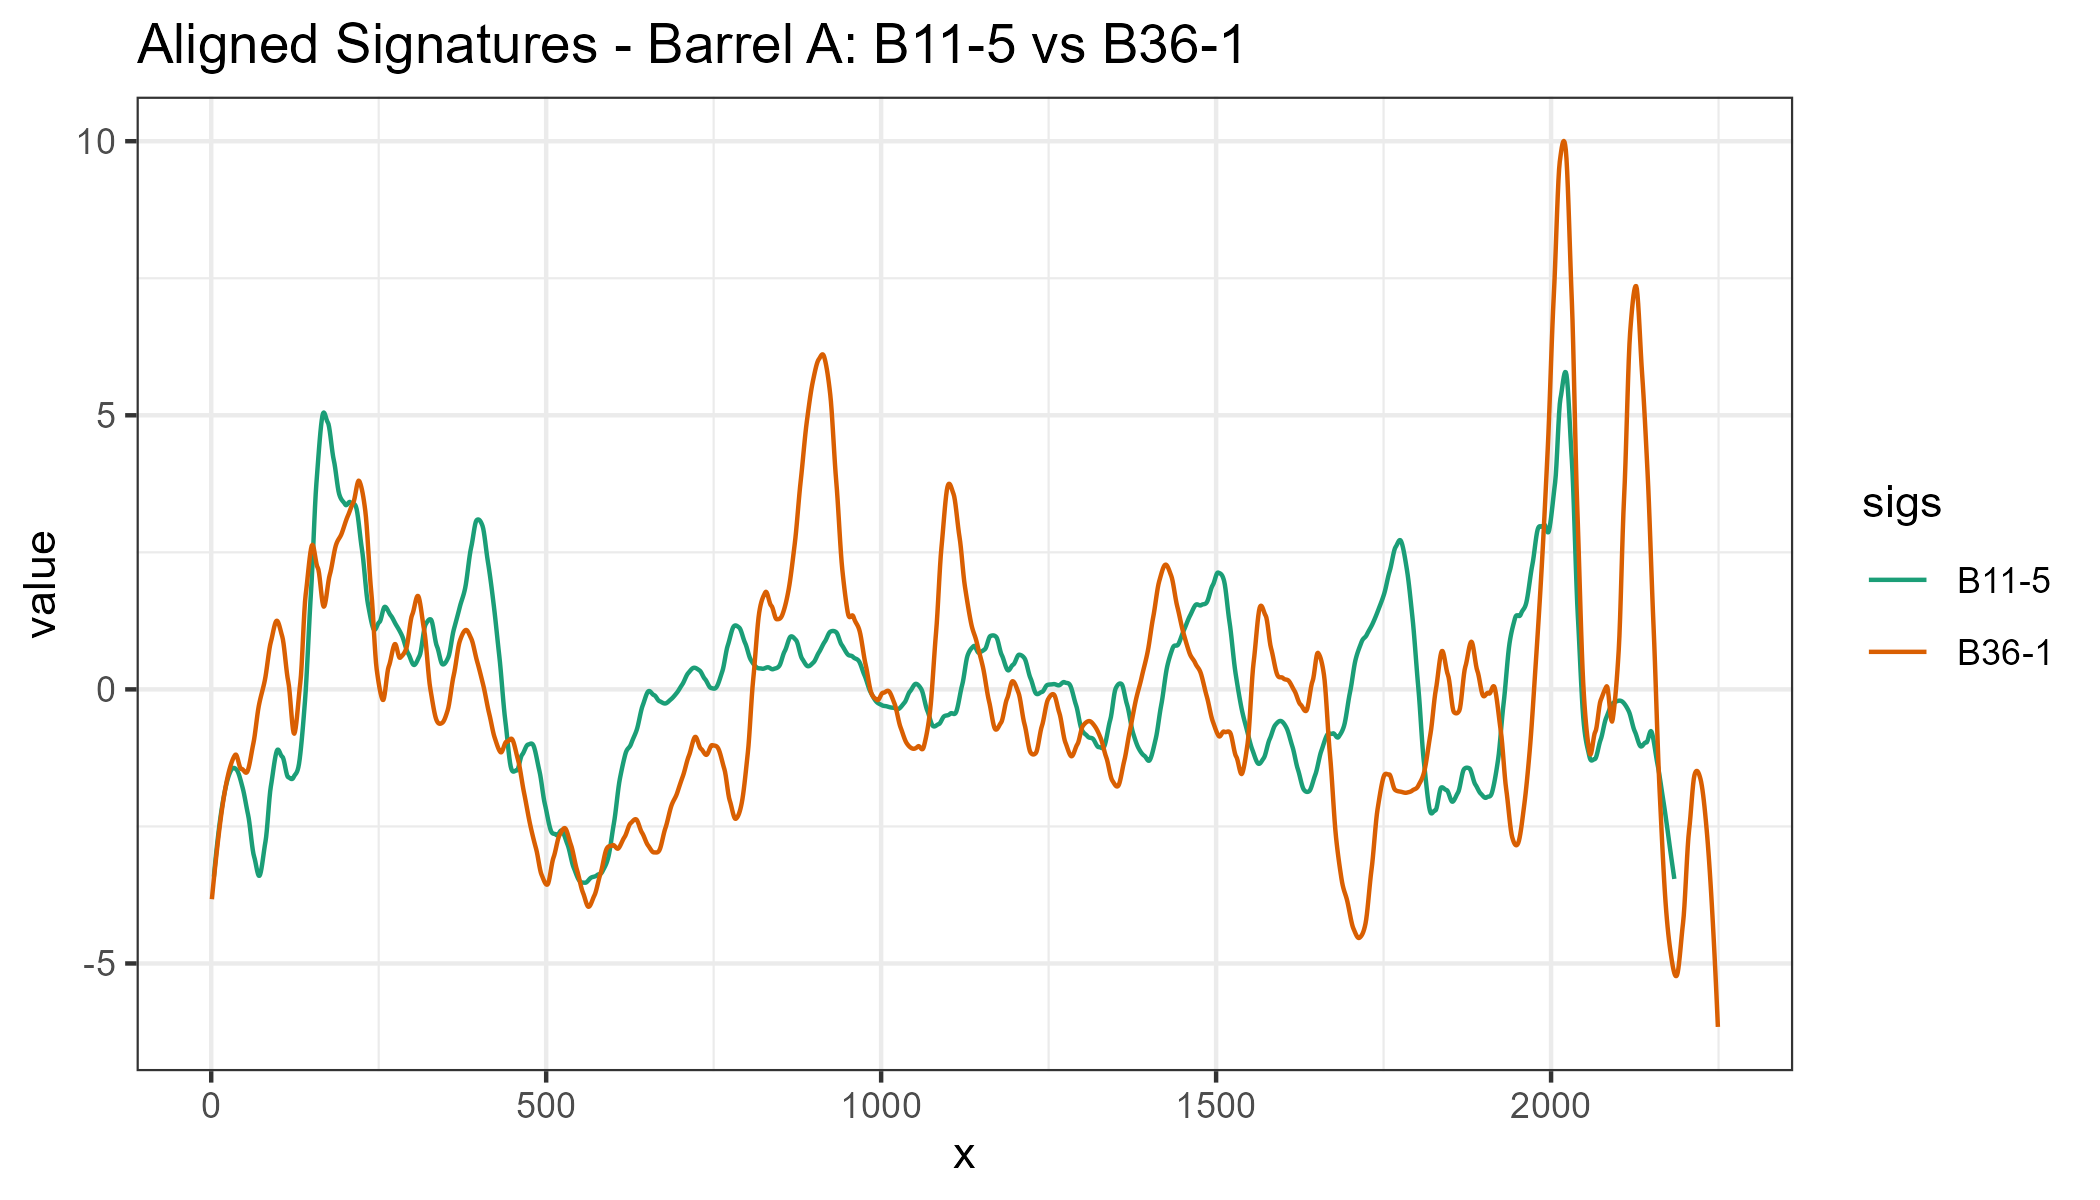 Aligned Signatures - Barrel A: B11-5 vs B36-1
10
5
0
-5
value
0 500 1000 1500 2000
x
sigs
B11-5
B36-1